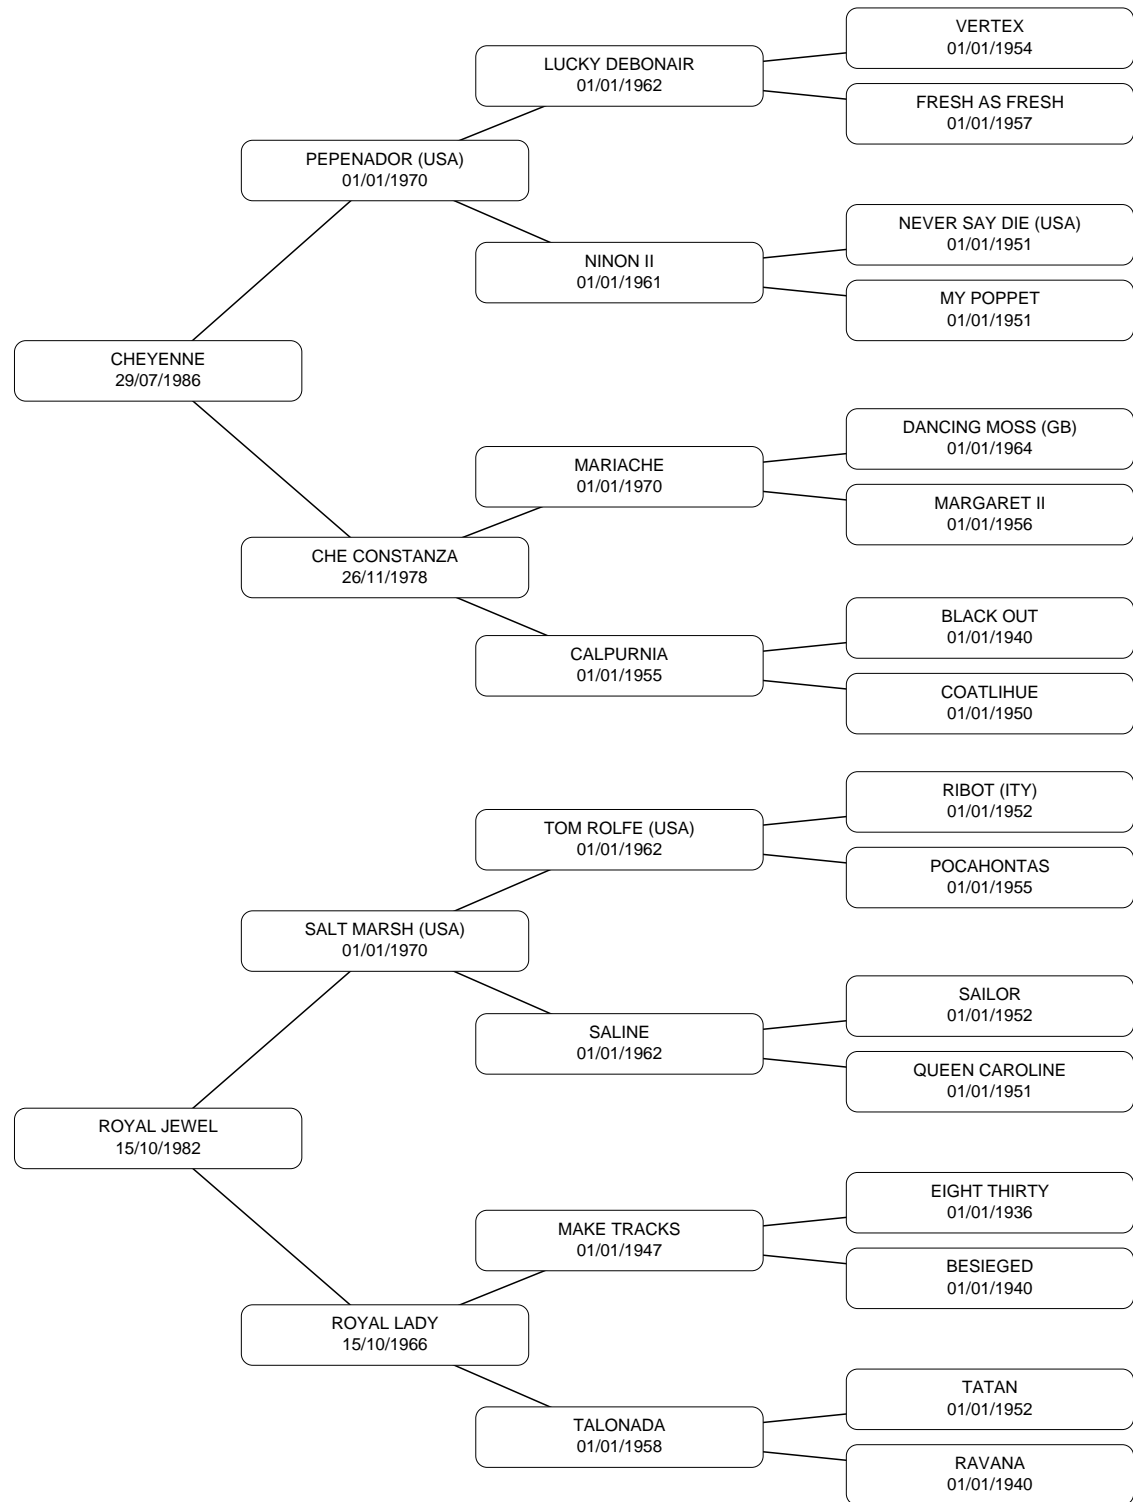 VERTEX
01/01/1954
LUCKY DEBONAIR
01/01/1962
FRESH AS FRESH
01/01/1957
PEPENADOR (USA)
01/01/1970
NEVER SAY DIE (USA)
01/01/1951
NINON II
01/01/1961
MY POPPET
01/01/1951
CHEYENNE
29/07/1986
DANCING MOSS (GB)
01/01/1964
MARIACHE
01/01/1970
MARGARET II
01/01/1956
CHE CONSTANZA
26/11/1978
BLACK OUT
01/01/1940
CALPURNIA
01/01/1955
COATLIHUE
01/01/1950
RIBOT (ITY)
01/01/1952
TOM ROLFE (USA)
01/01/1962
POCAHONTAS
01/01/1955
SALT MARSH (USA)
01/01/1970
SAILOR
01/01/1952
SALINE
01/01/1962
QUEEN CAROLINE
01/01/1951
ROYAL JEWEL
15/10/1982
EIGHT THIRTY
01/01/1936
MAKE TRACKS
01/01/1947
BESIEGED
01/01/1940
ROYAL LADY
15/10/1966
TATAN
01/01/1952
TALONADA
01/01/1958
RAVANA
01/01/1940